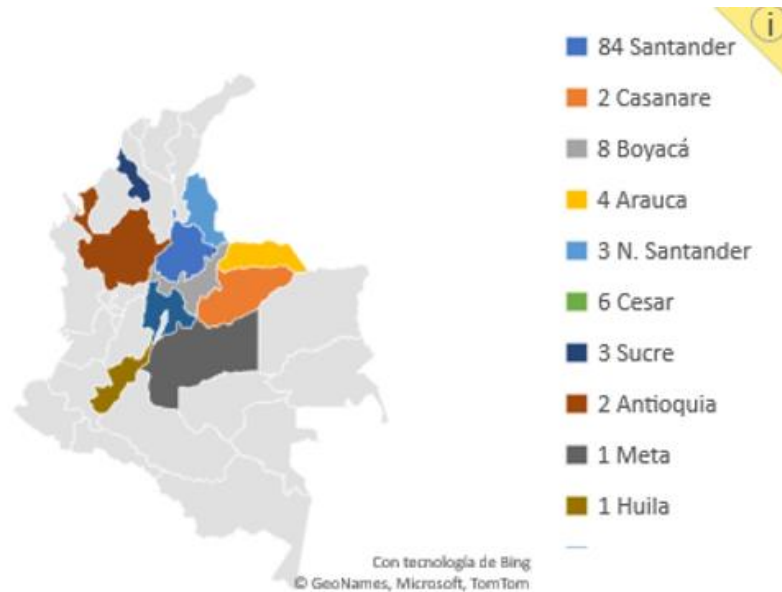 84 Santander
2 Casanare
8 Boyacá
4 Arauca
3 N. Santander
6 Cesar
3 Sucre
2 Antioquia
1 Meta
1 Huila
Con tecnología de Bing
© GeoNames, Microsoft, TomTom